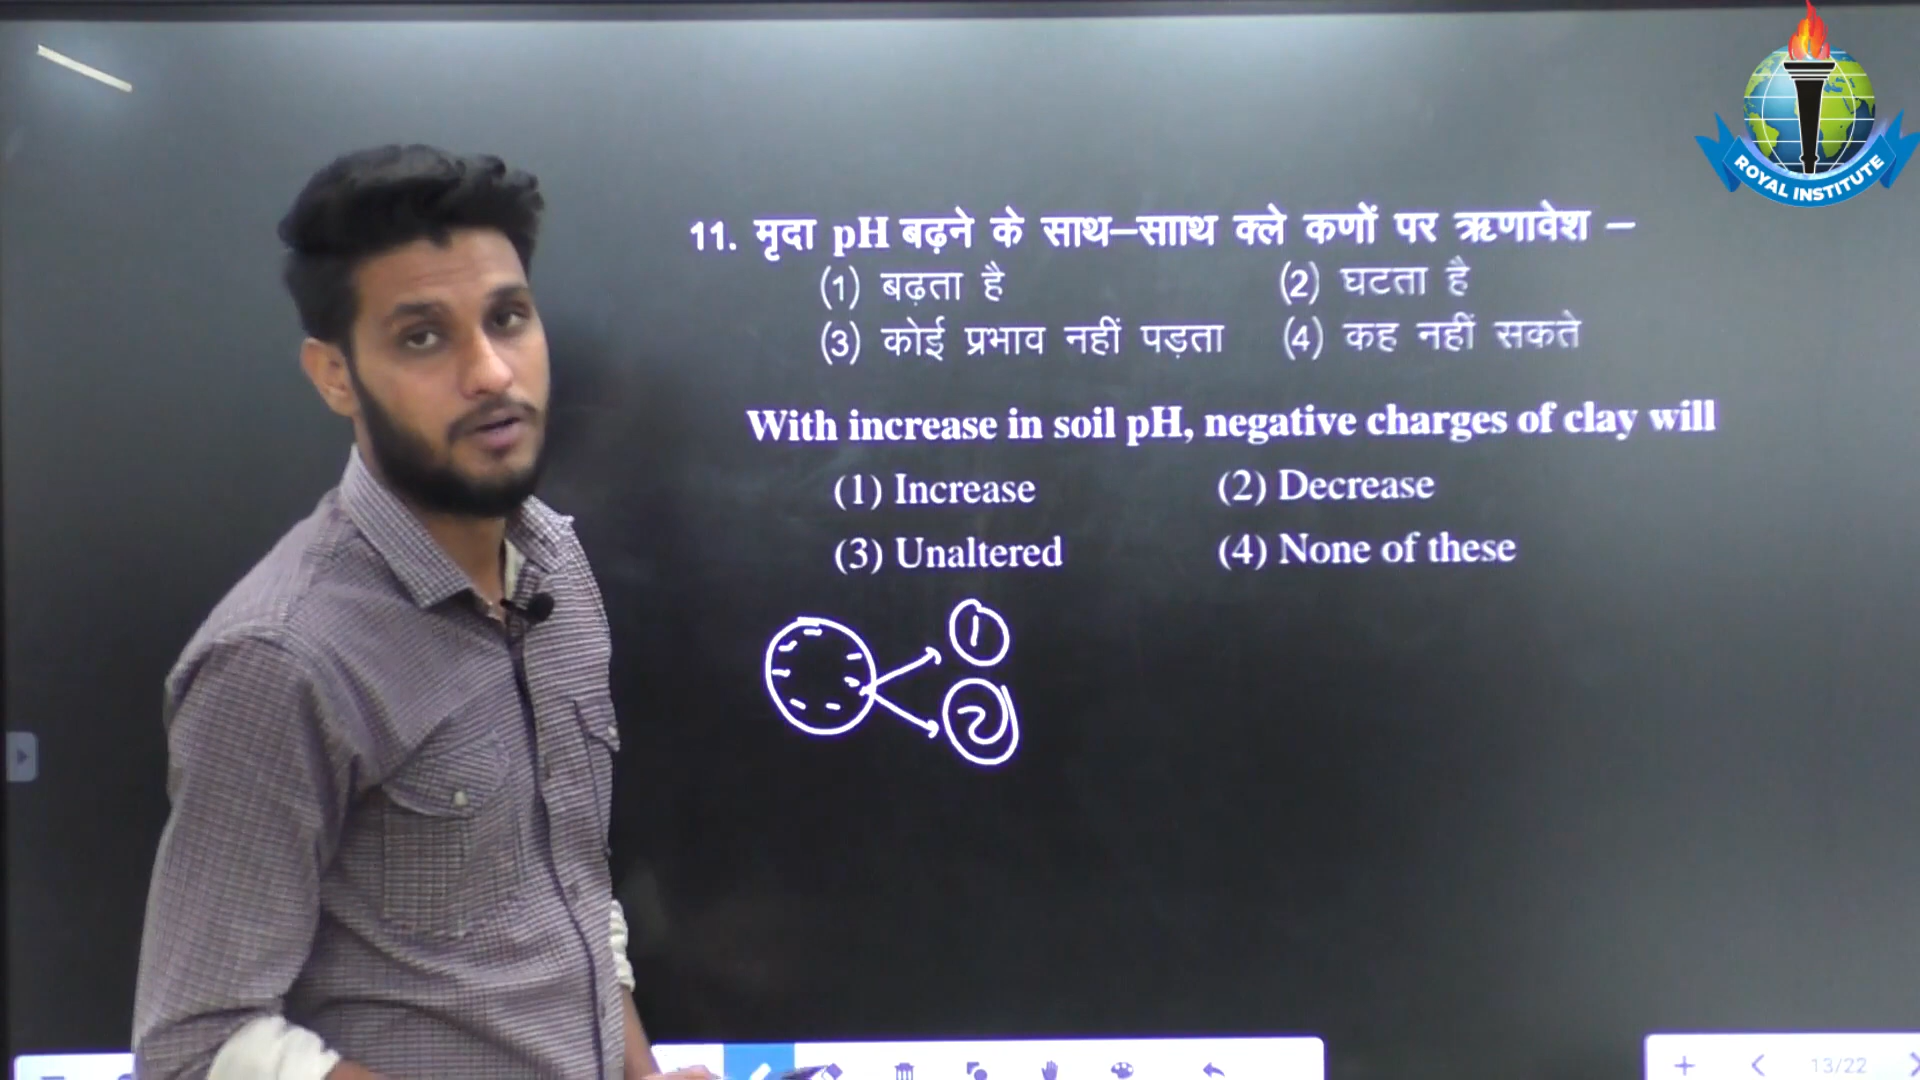 ROYAL INSTITUTE
11. मृदा pH बढ़ने के साथ–सााथ क्ले कणों पर ऋणावेश –
(1) बढ़ता है (2) घटता है
(3) कोई प्रभाव नहीं पड़ता (4) कह नहीं सकते
With increase in soil pH, negative charges of clay will
(1) Increase (2) Decrease
(3) Unaltered (4) None of these
1
2
13/22